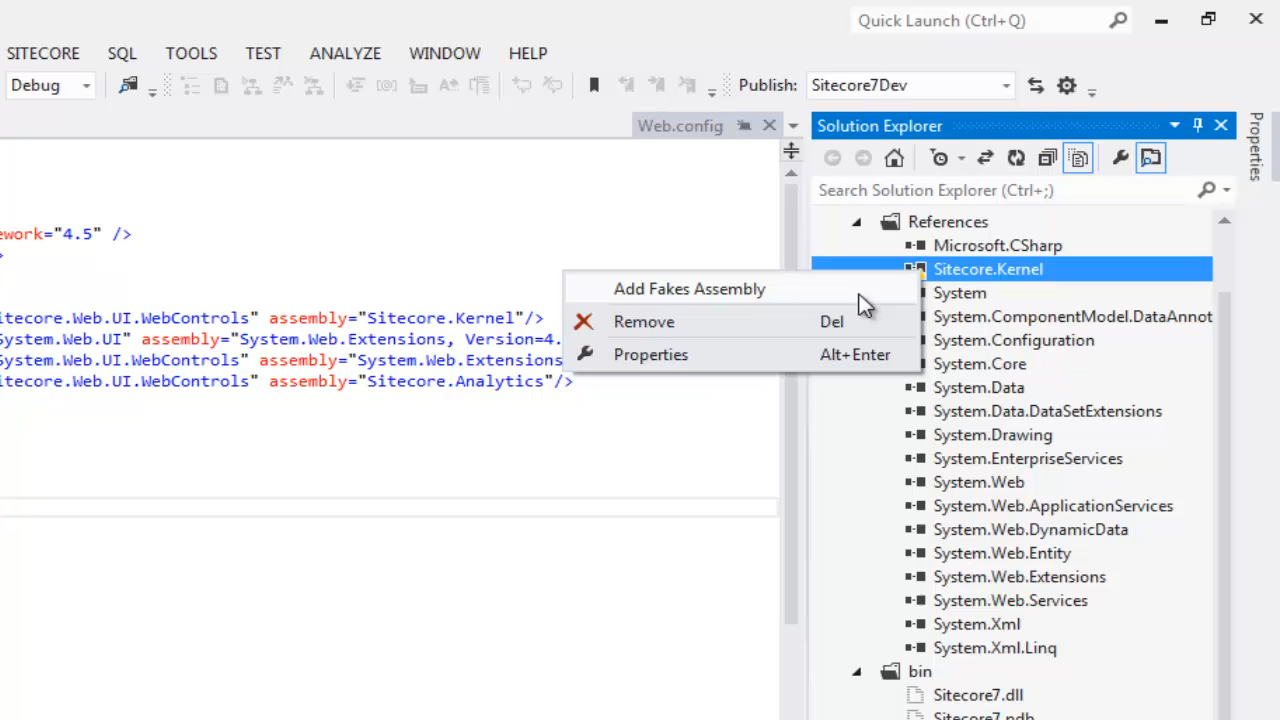 Quick Launch (Ctrl+Q)
SITECORE SQL TOOLS TEST ANALYZE WINDOW HELP
Debug Publish: Sitecore7Dev
Web.config
Solution Explorer
Properties
Search Solution Explorer (Ctrl+;)
References
Microsoft.CSharp
Sitecore.Kernel
System
System.ComponentModel.DataAnnot
System.Configuration
System.Core
System.Data
System.Data.DataSetExtensions
System.Drawing
System.EnterpriseServices
System.Web
System.Web.ApplicationServices
System.Web.DynamicData
System.Web.Entity
System.Web.Extensions
System.Web.Services
System.Xml
System.Xml.Linq
bin
Sitecore7.dll
Sitecore7.pdb
Add Fakes Assembly
Remove Del
Properties Alt+Enter
ework="4.5" />
>
itecore.Web.UI.WebControls" assembly="Sitecore.Kernel"/>
System.Web.UI" assembly="System.Web.Extensions, Version=4.
System.Web.UI.WebControls" assembly="System.Web.Extensions
itecore.Web.UI.WebControls" assembly="Sitecore.Analytics"/>